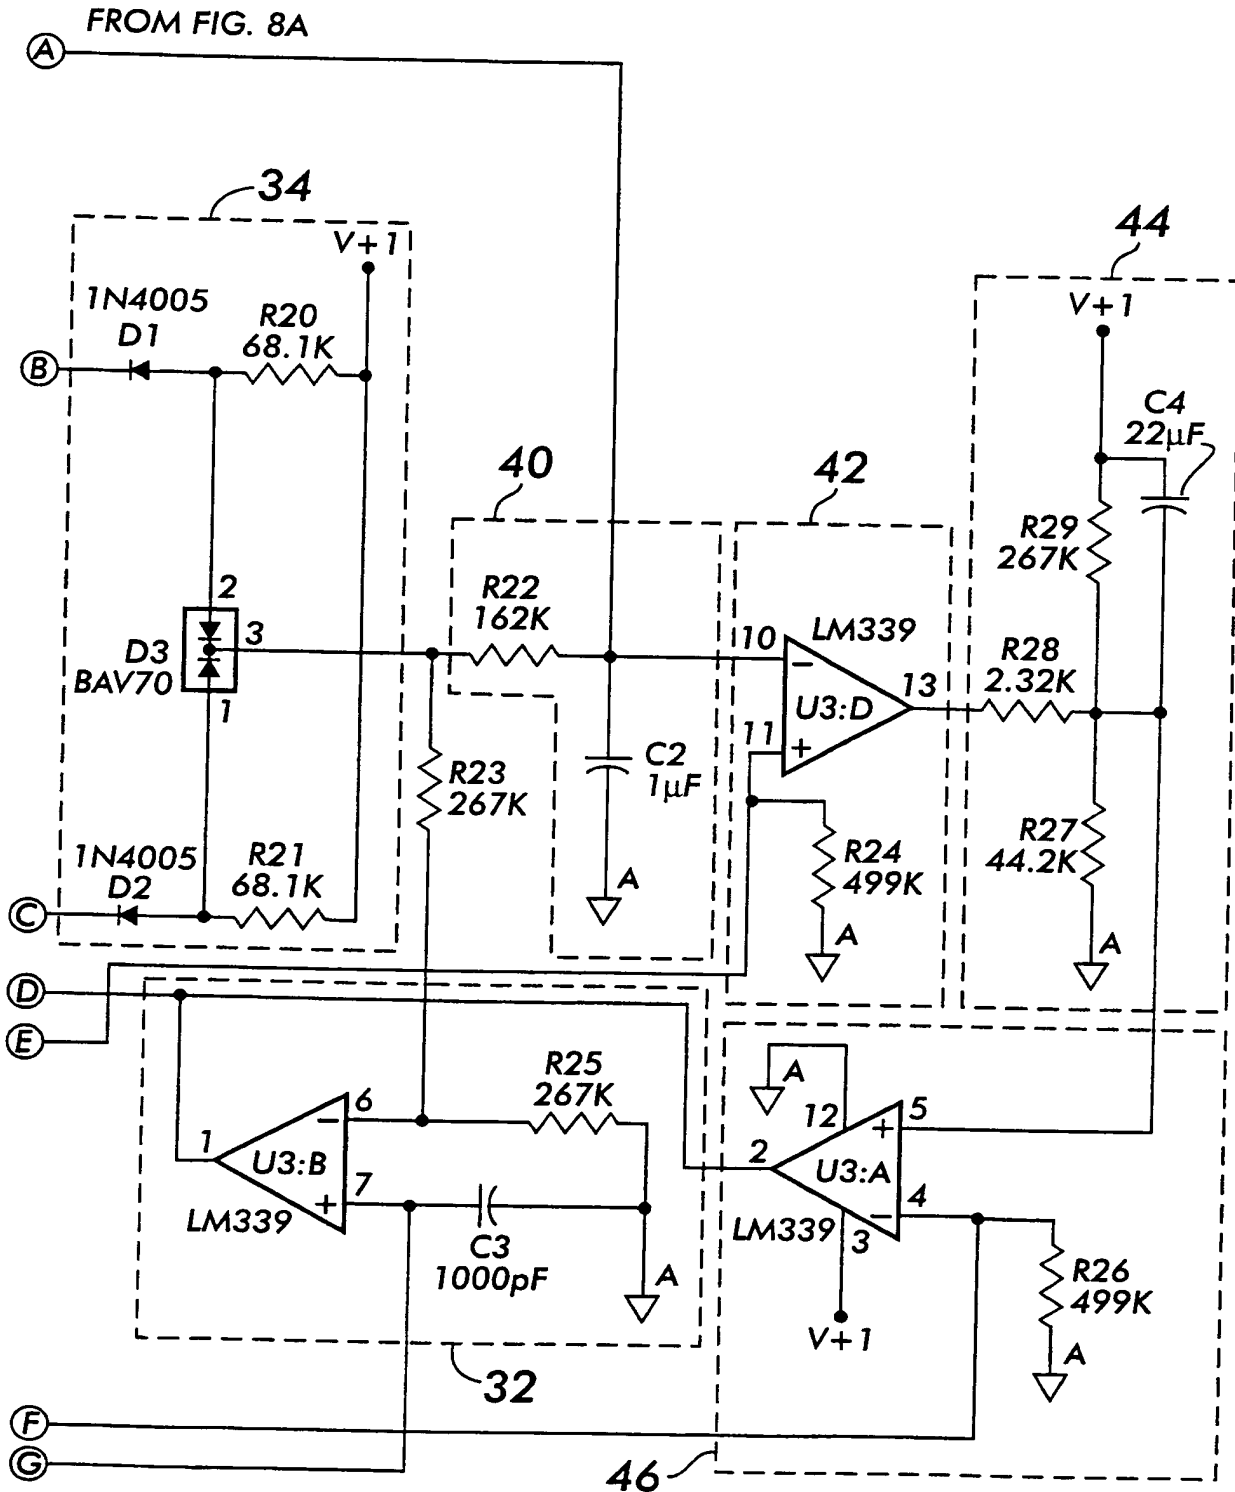 FROM FIG. 8A
A
34
V+1
1N4005
D1
R20
68.1K
B
44
V+1
C4
22µF
40
42
R29
267K
2
3
D3
BAV70
1
R22
162K
10
LM339
−
13
U3:D
11
+
R28
2.32K
R23
267K
C2
1µF
A
R24
499K
A
R27
44.2K
A
1N4005
D2
R21
68.1K
C
D
E
R25
267K
6
−
1
U3:B
7
+
LM339
C3
1000pF
A
32
A
12
5
+
2
U3:A
4
−
LM339
3
V+1
R26
499K
A
F
G
46